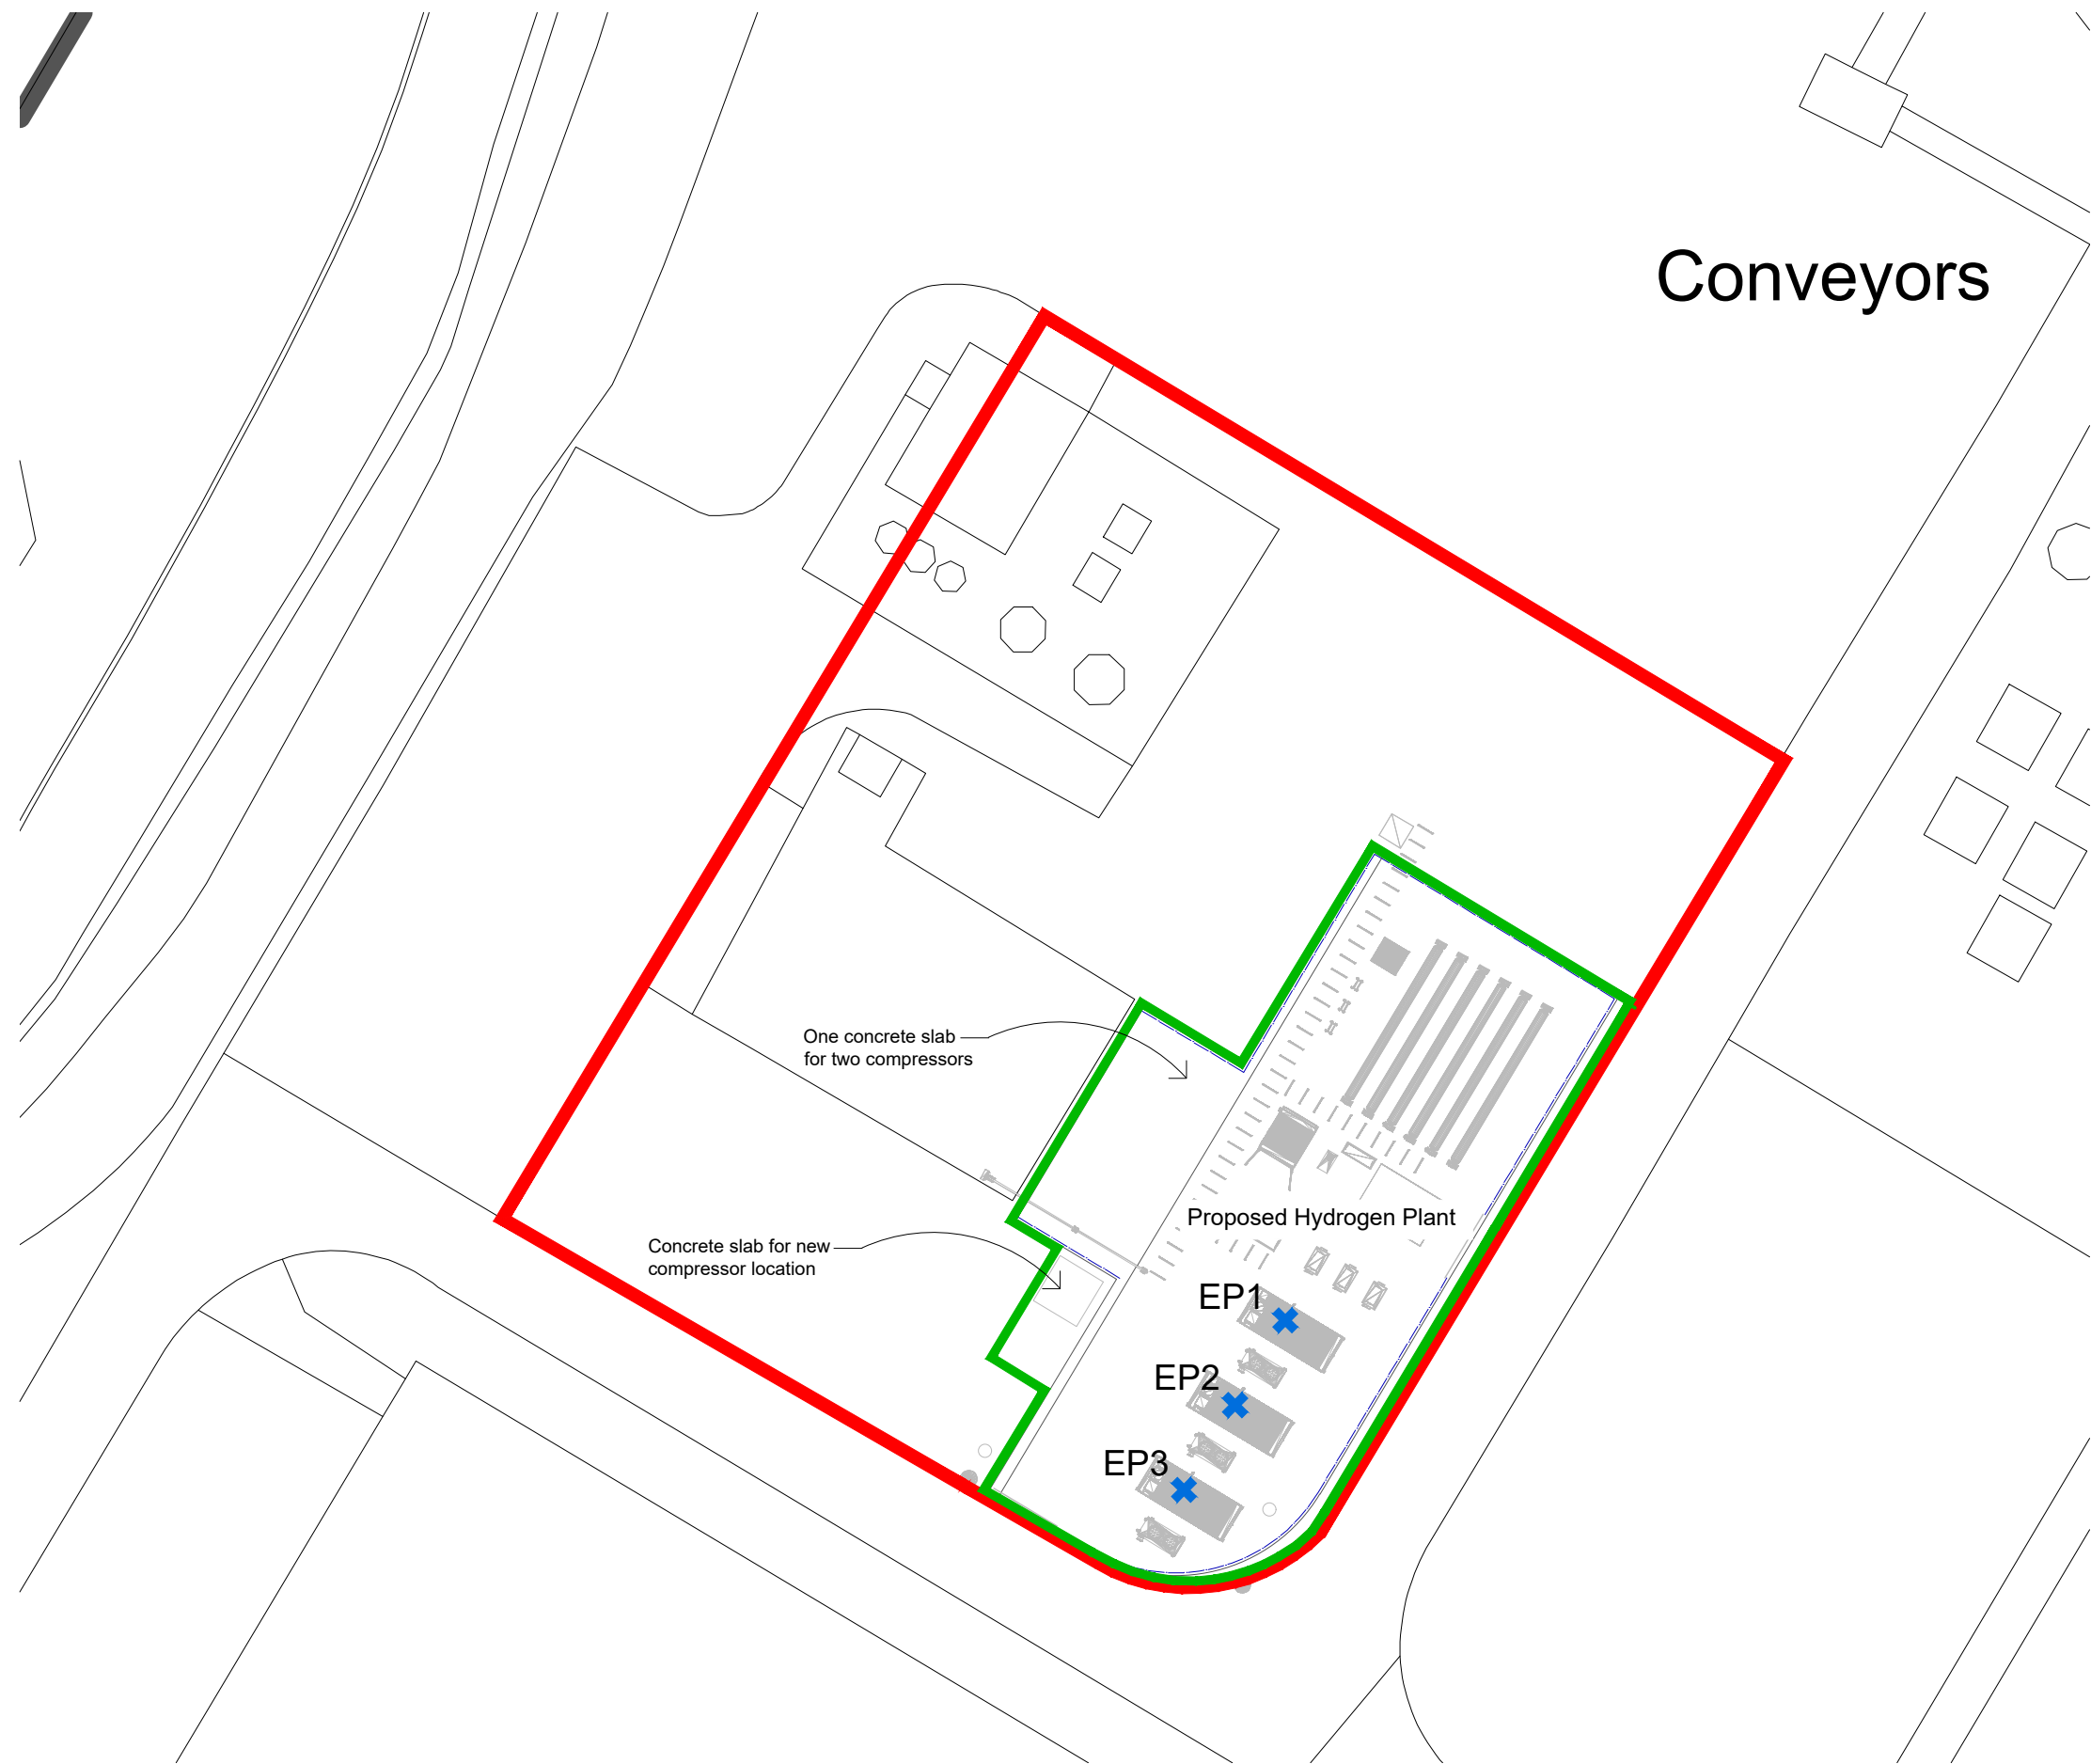 Conveyors
One concrete slab
for two compressors
Proposed Hydrogen Plant
Concrete slab for new
compressor location
EP1
EP2
EP3